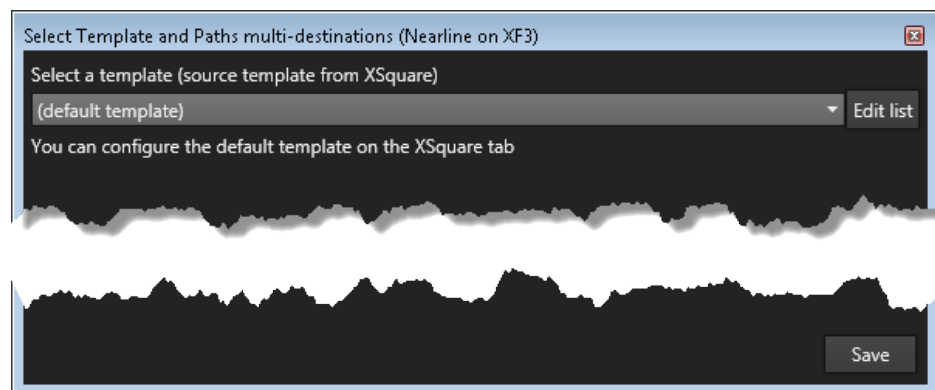 Select Template and Paths multi-destinations (Nearline on XF3)
Select a template (source template from XSquare)
(default template) Edit list
You can configure the default template on the XSquare tab
Save